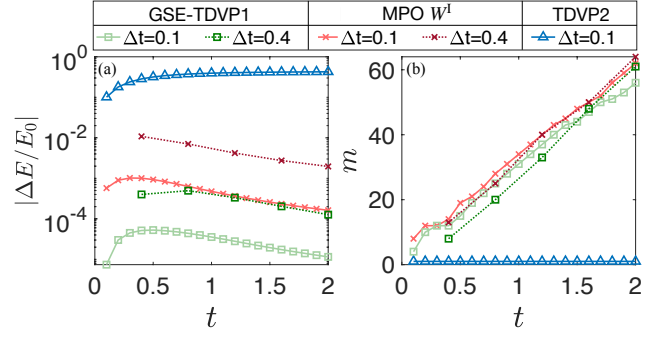 GSE-TDVP1 MPO W^I TDVP2
Δt=0.1 Δt=0.4 Δt=0.1 Δt=0.4 Δt=0.1
(a)
10^0
10^-2
10^-4
|ΔE/E_0|
0 0.5 1 1.5 2
t
(b)
60
40
20
0
m
0 0.5 1 1.5 2
t